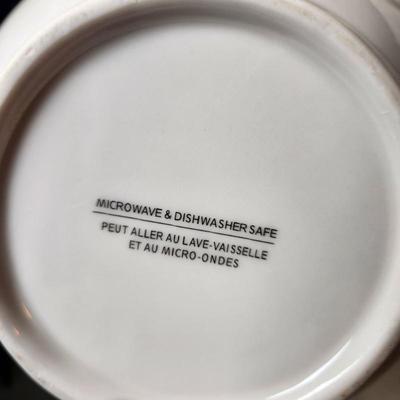 MICROWAVE & DISHWASHER SAFE
PEUT ALLER AU LAVE-VAISSELLE
ET AU MICRO-ONDES